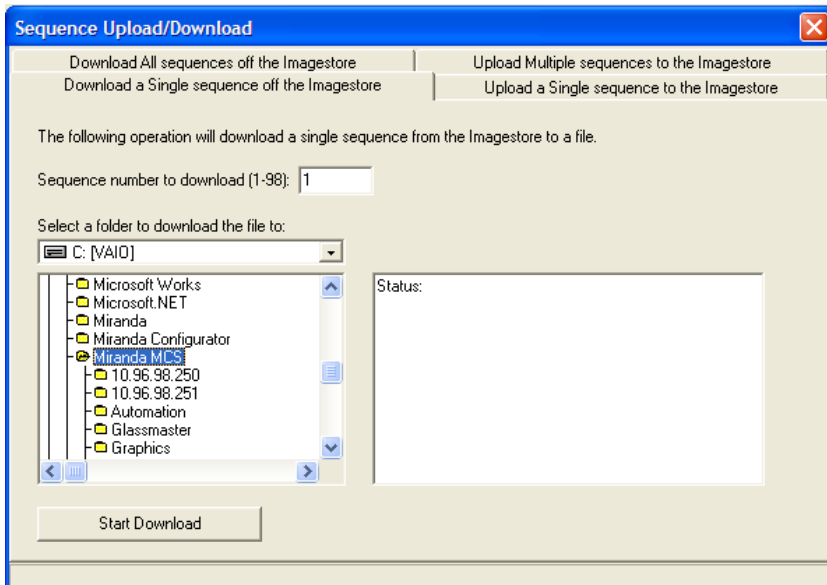 Sequence Upload/Download
Download All sequences off the Imagestore
Upload Multiple sequences to the Imagestore
Download a Single sequence off the Imagestore
Upload a Single sequence to the Imagestore
The following operation will download a single sequence from the Imagestore to a file.
Sequence number to download (1-98): 1
Select a folder to download the file to:
C: [VAIO]
Microsoft Works
Microsoft.NET
Miranda
Miranda Configurator
Miranda MCS
10.96.98.250
10.96.98.251
Automation
Glassmaster
Graphics
Status:
Start Download